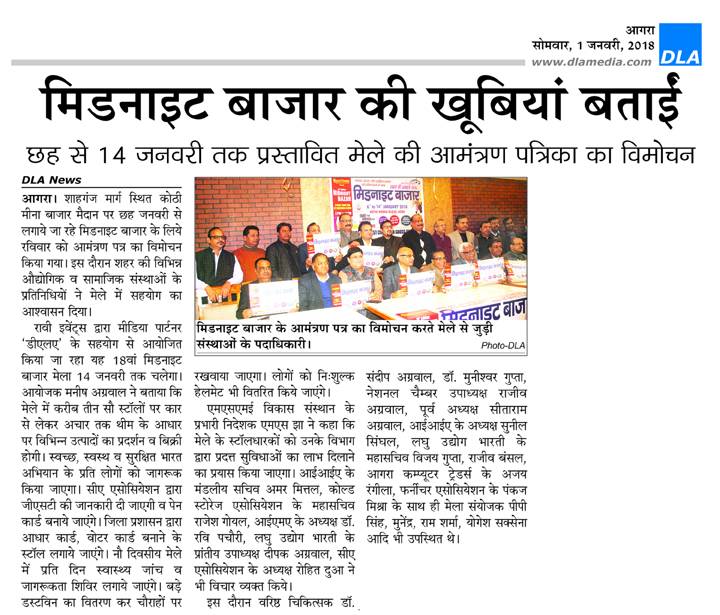 आगरा
सोमवार, 1 जनवरी, 2018
www.dlamedia.com
DLA
मिडनाइट बाजार की खूबियां बताईं
छह से 14 जनवरी तक प्रस्तावित मेले की आमंत्रण पत्रिका का विमोचन
DLA News
आगरा। शाहगंज मार्ग स्थित कोठी
मीना बाजार मैदान पर छह जनवरी से
लगाये जा रहे मिडनाइट बाजार के लिये
रविवार को आमंत्रण पत्र का विमोचन
किया गया। इस दौरान शहर की विभिन्न
औद्योगिक व सामाजिक संस्थाओं के
प्रतिनिधियों ने मेले में सहयोग का
आश्वासन दिया।
रावी इवेंट्स द्वारा मीडिया पार्टनर
‘डीएलए’ के सहयोग से आयोजित
किया जा रहा यह 18वां मिडनाइट
बाजार मेला 14 जनवरी तक चलेगा।
आयोजक मनीष अग्रवाल ने बताया कि
मेले में करीब तीन सौ स्टॉलों पर कार
से लेकर अचार तक थीम के आधार
पर विभिन्न उत्पादों का प्रदर्शन व बिक्री
होगी। स्वच्छ, स्वस्थ व सुरक्षित भारत
अभियान के प्रति लोगों को जागरूक
किया जाएगा। सीए एसोसियेशन द्वारा
जीएसटी की जानकारी दी जाएगी व पेन
कार्ड बनाये जाएंगे। जिला प्रशासन द्वारा
आधार कार्ड, वोटर कार्ड बनाने के
स्टॉल लगाये जाएंगे। नौ दिवसीय मेले
में प्रति दिन स्वास्थ्य जांच व
जागरूकता शिविर लगाये जाएंगे। बड़े
डस्टविन का वितरण कर चौराहों पर
मिडनाइट बाजार
मिडनाइट बाज
मिडनाइट बाजार के आमंत्रण पत्र का विमोचन करते मेले से जुड़ी
संस्थाओं के पदाधिकारी।
Photo-DLA
रखवाया जाएगा। लोगों को निःशुल्क
हेलमेट भी वितरित किये जाएंगे।
एमएसएमई विकास संस्थान के
प्रभारी निदेशक एमएस झा ने कहा कि
मेले के स्टॉलधारकों को उनके विभाग
द्वारा प्रदत्त सुविधाओं का लाभ दिलाने
का प्रयास किया जाएगा। आईआईए के
मंडलीय सचिव अमर मित्तल, कोल्ड
स्टोरेज एसोसियेशन के महासचिव
राजेश गोयल, आईएमए के अध्यक्ष डॉ.
रवि पचौरी, लघु उद्योग भारती के
प्रांतीय उपाध्यक्ष दीपक अग्रवाल, सीए
एसोसियेशन के अध्यक्ष रोहित दुआ ने
भी विचार व्यक्त किये।
इस दौरान वरिष्ठ चिकित्सक डॉ.
संदीप अग्रवाल, डॉ. मुनीश्वर गुप्ता,
नेशनल चैम्बर उपाध्यक्ष राजीव
अग्रवाल, पूर्व अध्यक्ष सीताराम
अग्रवाल, आईआईए के अध्यक्ष सुनील
सिंघल, लघु उद्योग भारती के
महासचिव विजय गुप्ता, राजीव बंसल,
आगरा कम्प्यूटर ट्रेडर्स के अजय
रंगीला, फर्नीचर एसोसियेशन के पंकज
मिश्रा के साथ ही मेला संयोजक पीपी
सिंह, मुनेंद्र, राम शर्मा, योगेश सक्सेना
आदि भी उपस्थित थे।